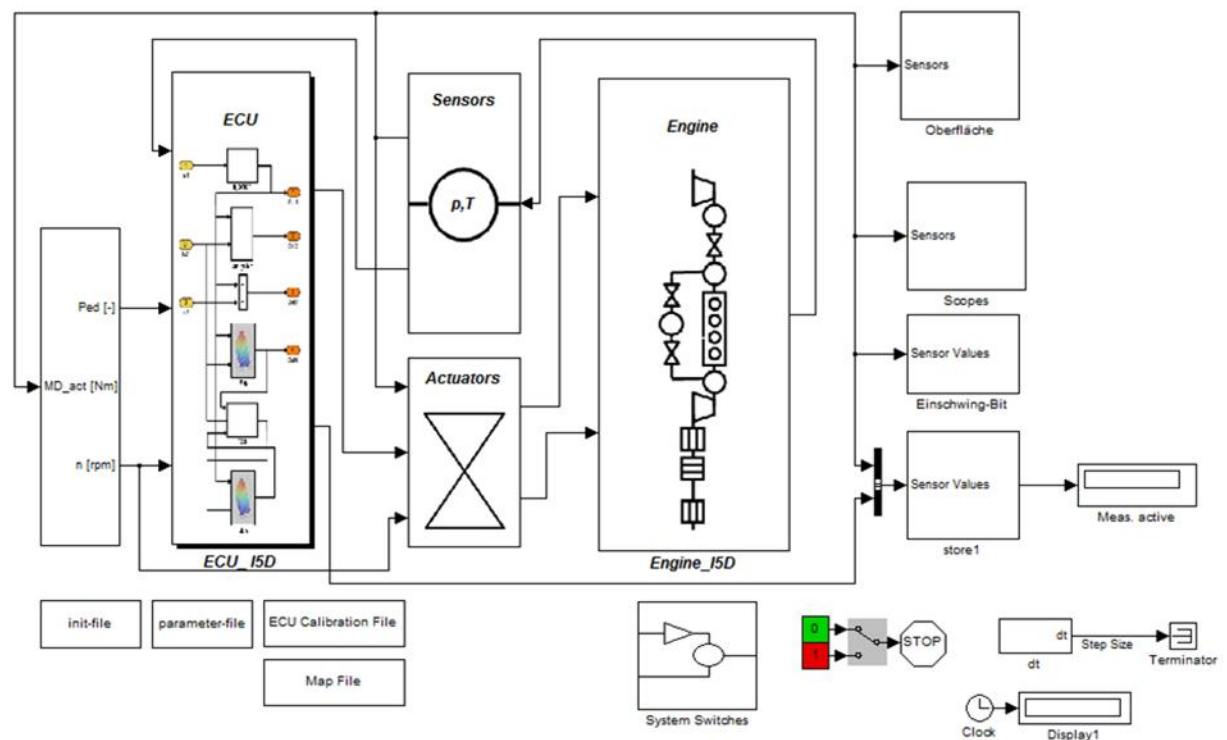 Sensors
Oberfläche
Sensors
Scopes
Sensor Values
Einschwing-Bit
Sensor Values
store1
Meas. active
ECU
Sensors
p,T
Engine
Ped [-]
MD_act [Nm]
n [rpm]
Actuators
ECU_ I5D
Engine_I5D
init-file
parameter-file
ECU Calibration File
Map File
System Switches
0
1
STOP
dt
dt
Step Size
Terminator
Clock
Display1